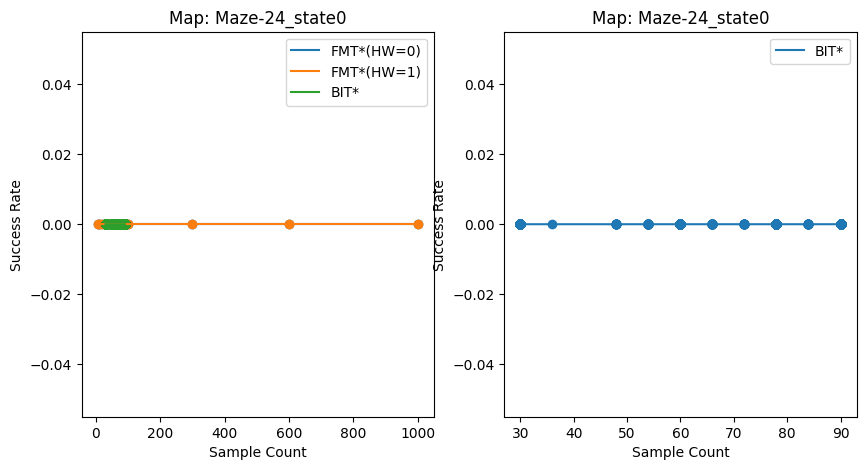 Map: Maze-24_state0
FMT*(HW=0)
FMT*(HW=1)
BIT*
0.04
0.02
0.00
−0.02
−0.04
Success Rate
0
200
400
600
800
1000
Sample Count
Map: Maze-24_state0
BIT*
0.04
0.02
0.00
−0.02
−0.04
Success Rate
30
40
50
60
70
80
90
Sample Count